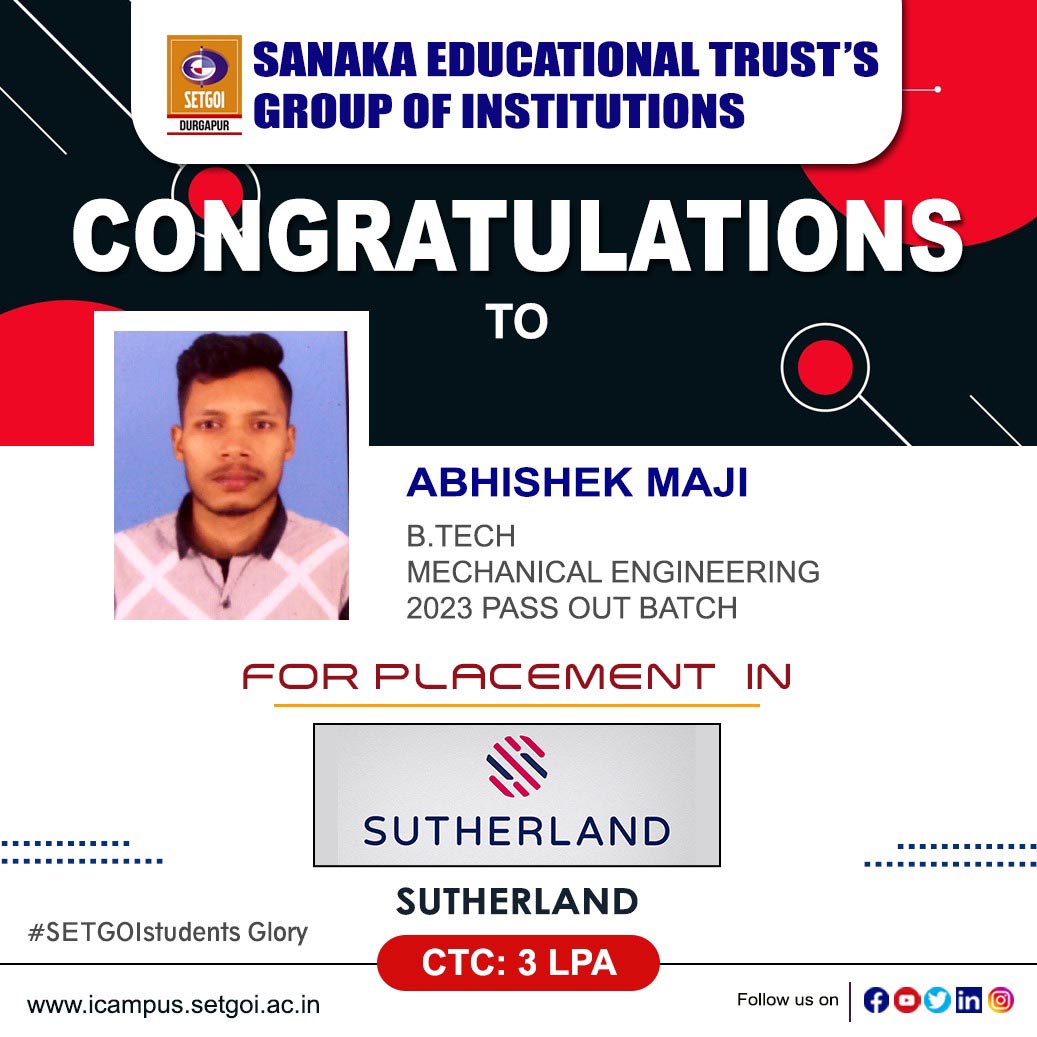 SETGOI
DURGAPUR
SANAKA EDUCATIONAL TRUST'S
GROUP OF INSTITUTIONS
CONGRATULATIONS
TO
ABHISHEK MAJI
B.TECH
MECHANICAL ENGINEERING
2023 PASS OUT BATCH
FOR PLACEMENT IN
SUTHERLAND
SUTHERLAND
#SETGOIstudents Glory
CTC: 3 LPA
www.icampus.setgoi.ac.in
Follow us on